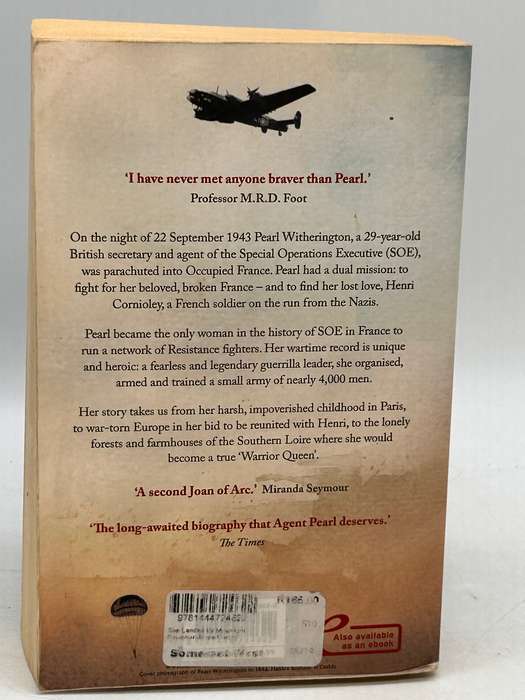 ‘I have never met anyone braver than Pearl.’
Professor M.R.D. Foot
On the night of 22 September 1943 Pearl Witherington, a 29-year-old
British secretary and agent of the Special Operations Executive (SOE),
was parachuted into Occupied France. Pearl had a dual mission: to
fight for her beloved, broken France – and to find her lost love, Henri
Cornioley, a French soldier on the run from the Nazis.
Pearl became the only woman in the history of SOE in France to
run a network of Resistance fighters. Her wartime record is unique
and heroic: a fearless and legendary guerrilla leader, she organised,
armed and trained a small army of nearly 4,000 men.
Her story takes us from her harsh, impoverished childhood in Paris,
to war-torn Europe in her bid to be reunited with Henri, to the lonely
forests and farmhouses of the Southern Loire where she would
become a true ‘Warrior Queen’.
‘A second Joan of Arc.’ Miranda Seymour
‘The long-awaited biography that Agent Pearl deserves.’
The Times
R166.00
Also available
as an ebook